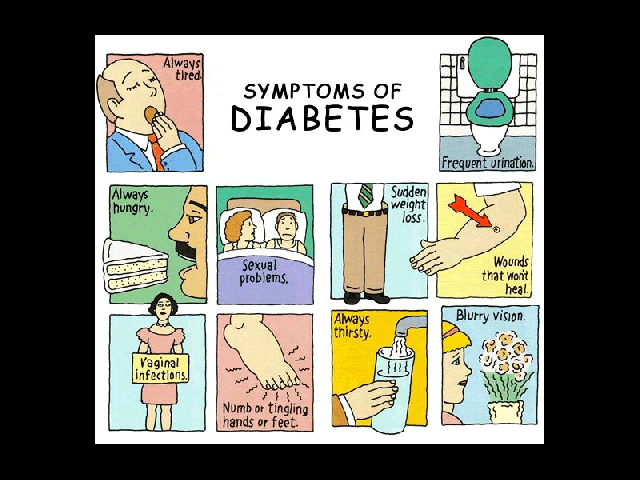 Always
tired.
SYMPTOMS OF
DIABETES
Frequent urination.
Always
hungry.
Sexual
problems.
Sudden
weight
loss.
Wounds
that won't
heal.
Vaginal
infections.
Numb or tingling
hands or feet.
Always
thirsty.
Blurry vision.